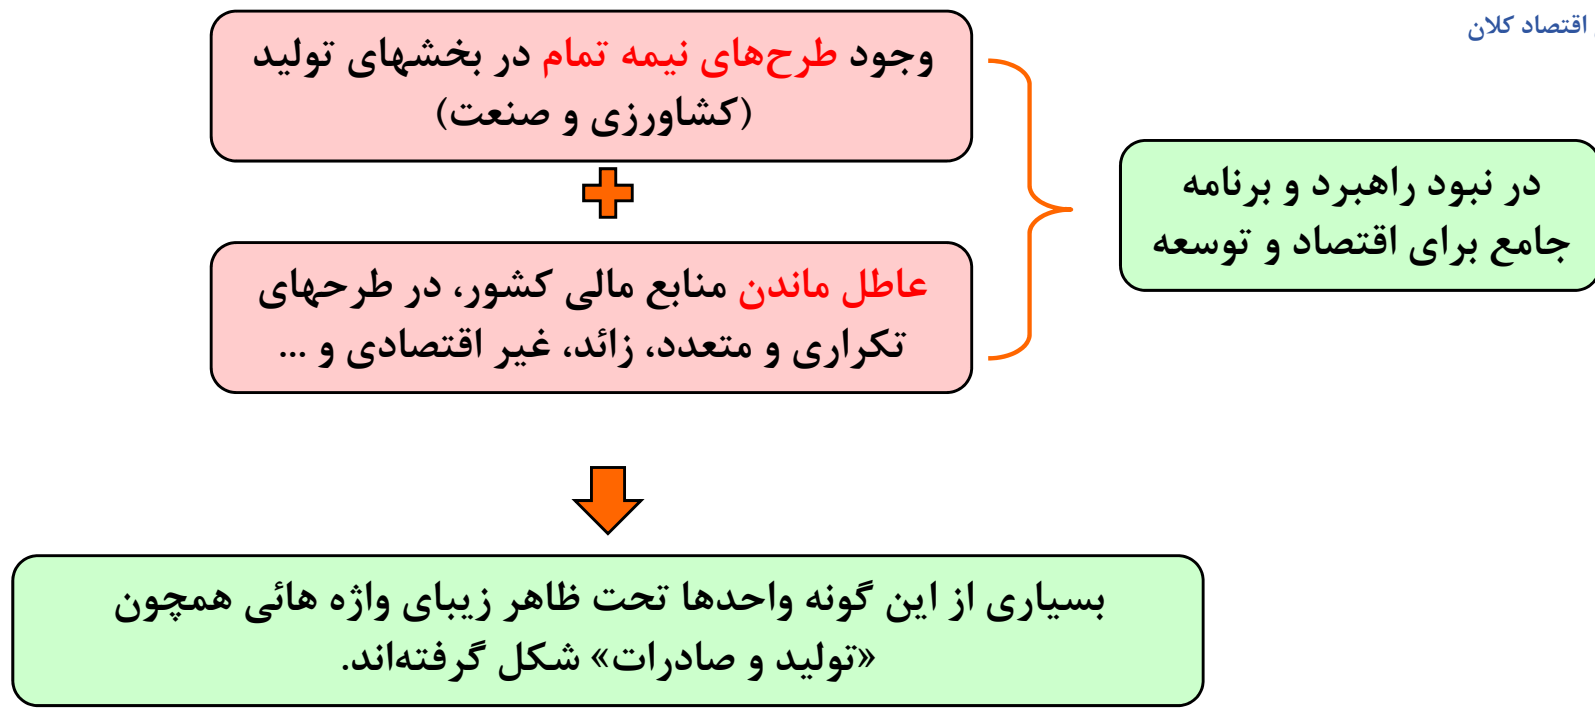 اقتصاد کلان
وجود طرح‌های نیمه تمام در بخشهای تولید
(کشاورزی و صنعت)
در نبود راهبرد و برنامه
جامع برای اقتصاد و توسعه
عاطل ماندن منابع مالی کشور، در طرحهای
تکراری و متعدد، زائد، غیر اقتصادی و ...
بسیاری از این گونه واحدها تحت ظاهر زیبای واژه هائی همچون
«تولید و صادرات» شکل گرفته‌اند.